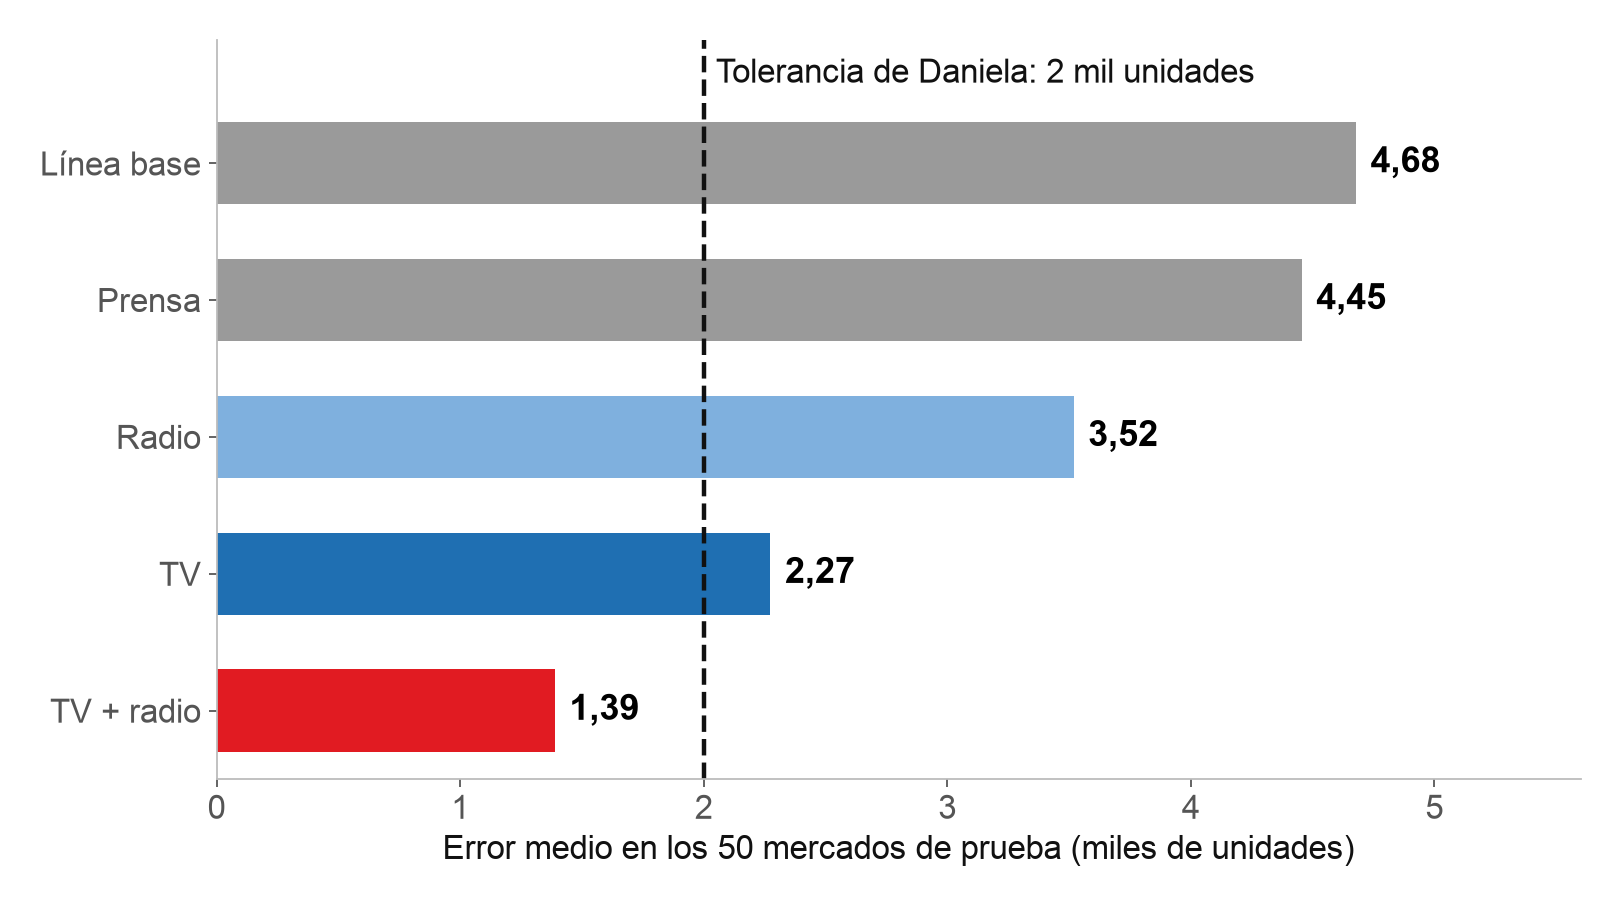 Tolerancia de Daniela: 2 mil unidades
Línea base 4,68
Prensa 4,45
Radio 3,52
TV 2,27
TV + radio 1,39
0 1 2 3 4 5
Error medio en los 50 mercados de prueba (miles de unidades)